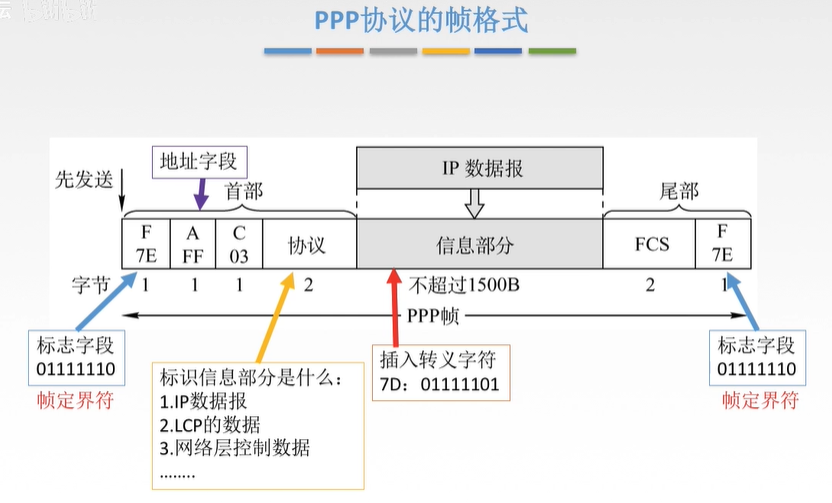 PPP协议的帧格式
地址字段
IP 数据报
先发送
首部
尾部
F
7E
A
FF
C
03
协议
信息部分
FCS
F
7E
字节
1
1
1
2
不超过1500B
2
1
PPP帧
标志字段
01111110
帧定界符
标识信息部分是什么：
1.IP数据报
2.LCP的数据
3.网络层控制数据
........
插入转义字符
7D：01111101
标志字段
01111110
帧定界符